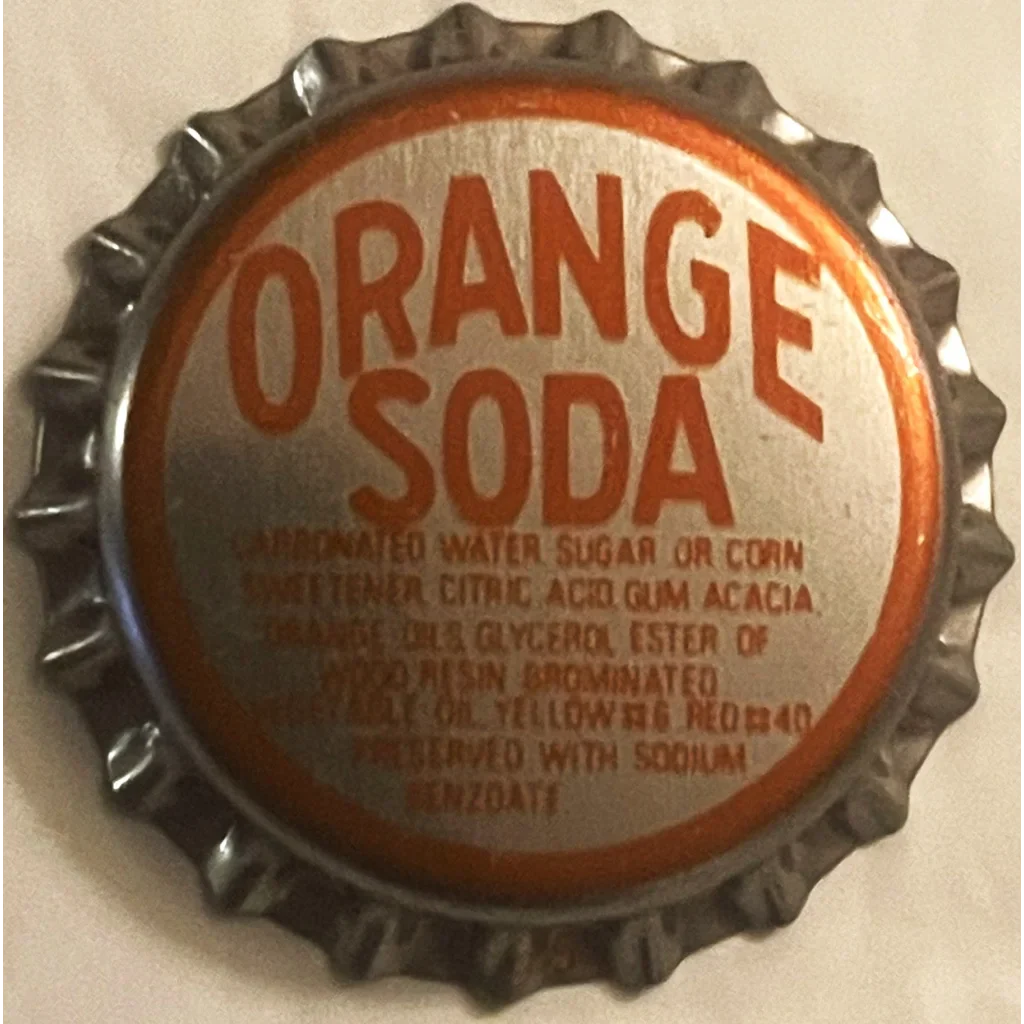 ORANGE
SODA
CARBONATED WATER SUGAR OR CORN
SWEETENER, CITRIC ACID, GUM ACACIA,
ORANGE OILS, GLYCEROL ESTER OF
WOOD RESIN BROMINATED
VEGETABLE OIL, YELLOW #6 RED #40
PRESERVED WITH SODIUM
BENZOATE